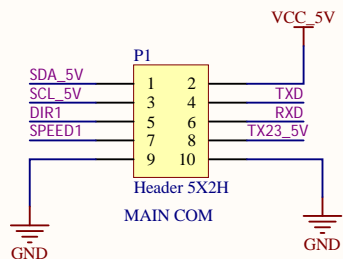 VCC_5V
P1
SDA_5V 1 2
SCL_5V 3 4 TXD
DIR1 5 6 RXD
SPEED1 7 8 TX23_5V
9 10
Header 5X2H
MAIN COM
GND GND